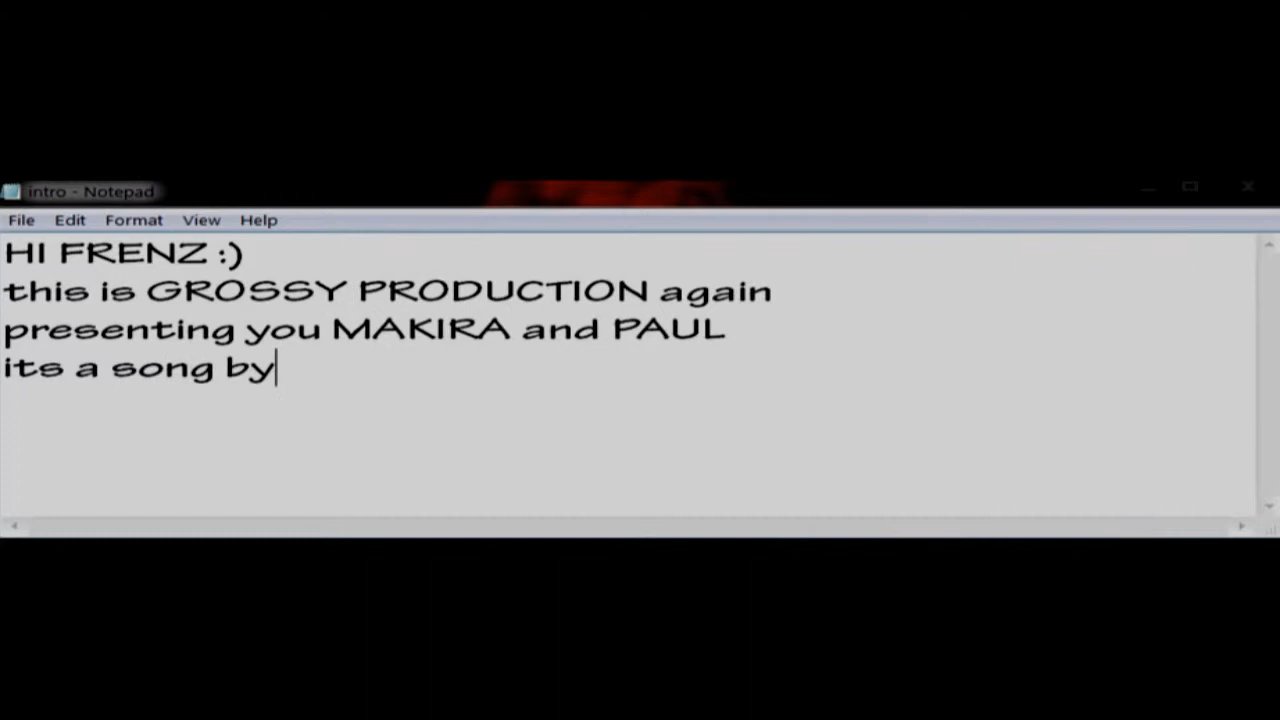 intro - Notepad
File Edit Format View Help
HI FRENZ :)
this is GROSSY PRODUCTION again
presenting you MAKIRA and PAUL
its a song by